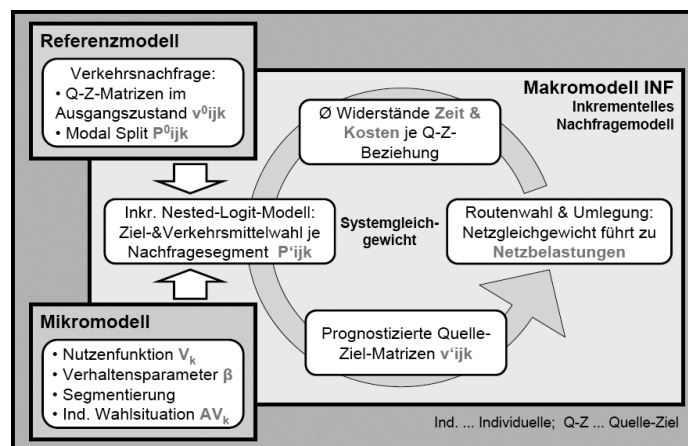 Referenzmodell
Verkehrsnachfrage:
• Q-Z-Matrizen im
Ausgangszustand v⁰ijk
• Modal Split P⁰ijk
Makromodell INF
Inkrementelles
Nachfragemodell
Ø Widerstände Zeit &
Kosten je Q-Z-
Beziehung
Inkr. Nested-Logit-Modell:
Ziel-&Verkehrsmittelwahl je
Nachfragesegment P‘ijk
Systemgleich-
gewicht
Routenwahl & Umlegung:
Netzgleichgewicht führt zu
Netzbelastungen
Prognostizierte Quelle-
Ziel-Matrizen v‘ijk
Mikromodell
• Nutzenfunktion Vₖ
• Verhaltensparameter β
• Segmentierung
• Ind. Wahlsituation AVₖ
Ind. ... Individuelle; Q-Z ... Quelle-Ziel